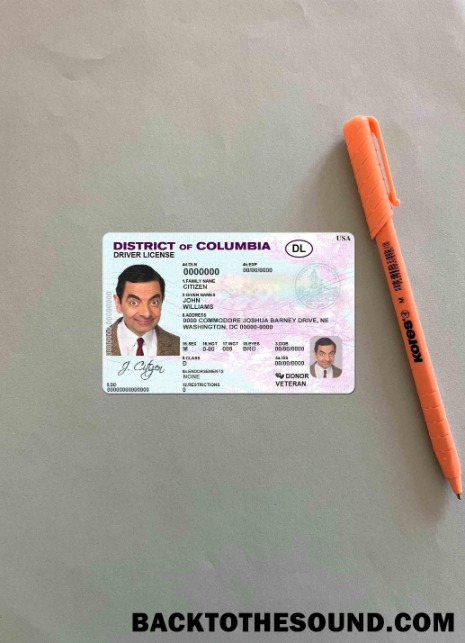 USA
DISTRICT OF COLUMBIA
DL
DRIVER LICENSE
4d.DLN 4b.EXP
0000000 00/00/0000
1.FAMILY NAME
CITIZEN
2.GIVEN NAMES
JOHN
WILLIAMS
8.ADDRESS
0000 COMMODORE JOSHUA BARNEY DRIVE, NE
WASHINGTON, DC 00000-0000
15.SEX 16.HGT 17.WGT 18.EYES 3.DOB
M 0-00 000 BRO 00/00/0000
9.CLASS 4a.ISS
D 00/00/0000
9a.ENDORSEMENTS
NONE
DONOR
VETERAN
12.RESTRICTIONS
0
J. Citizen
5.DD
Kores
M
BACKTOTHESOUND.COM